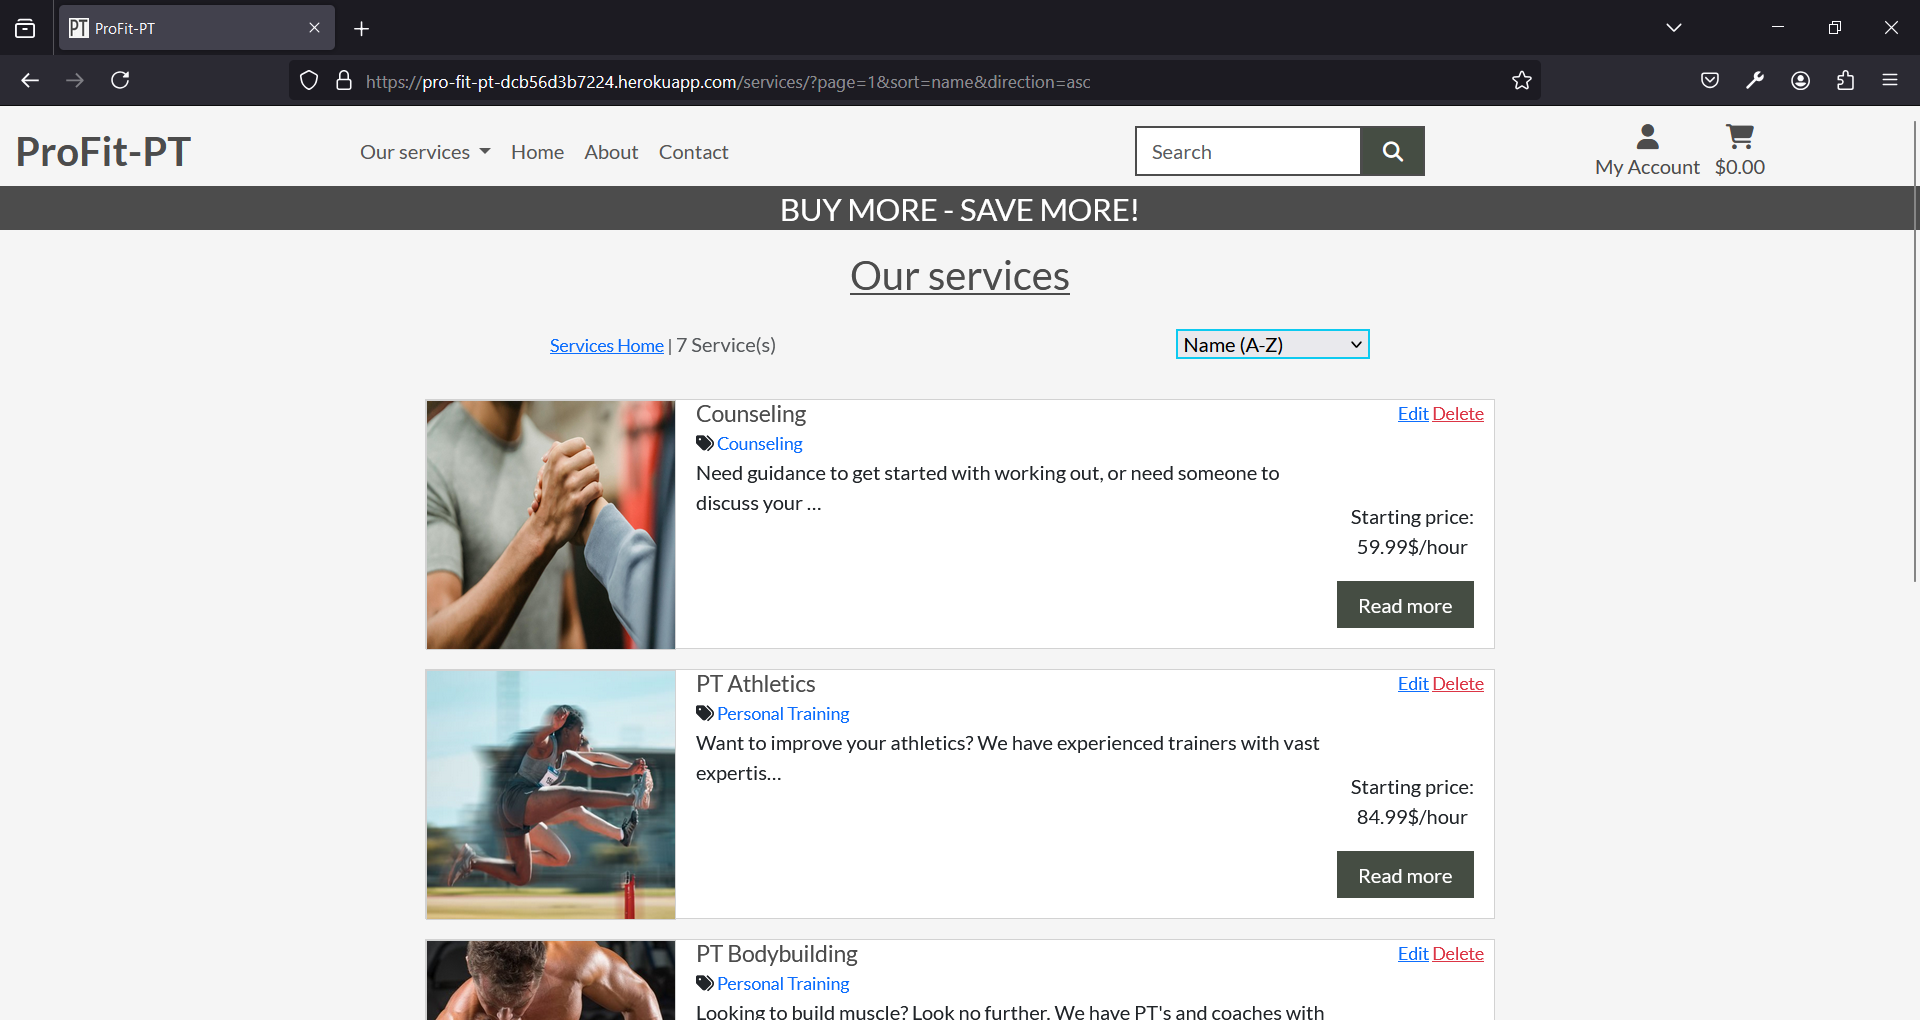 PT ProFit-PT
https://pro-fit-pt-dcb56d3b7224.herokuapp.com/services/?page=1&sort=name&direction=asc
ProFit-PT
Our services Home About Contact
Search
My Account $0.00
BUY MORE - SAVE MORE!
Our services
Services Home | 7 Service(s)
Name (A-Z)
Counseling
Edit Delete
Counseling
Need guidance to get started with working out, or need someone to
discuss your ...
Starting price:
59.99$/hour
Read more
PT Athletics
Edit Delete
Personal Training
Want to improve your athletics? We have experienced trainers with vast
expertis...
Starting price:
84.99$/hour
Read more
PT Bodybuilding
Edit Delete
Personal Training
Looking to build muscle? Look no further. We have PT's and coaches with